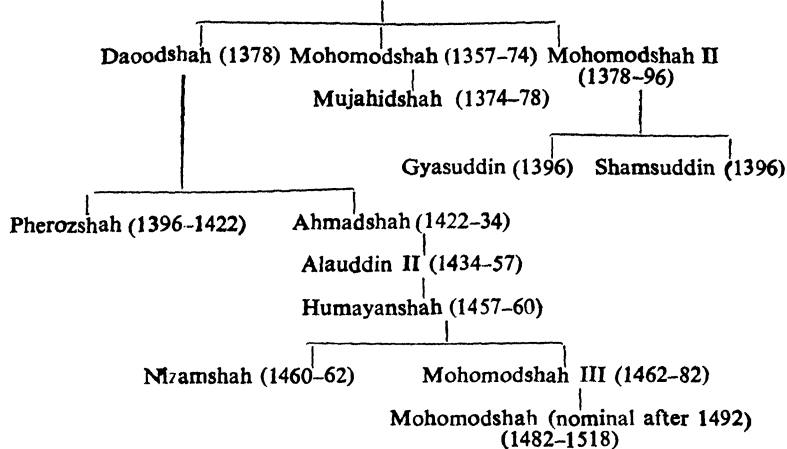 Daoodshah (1378) Mohomodshah (1357–74) Mohomodshah II
(1378–96)
Mujahidshah (1374–78)
Gyasuddin (1396) Shamsuddin (1396)
Pherozshah (1396–1422) Ahmadshah (1422–34)
Alauddin II (1434–57)
Humayanshah (1457–60)
Nizamshah (1460–62) Mohomodshah III (1462–82)
Mohomodshah (nominal after 1492)
(1482–1518)